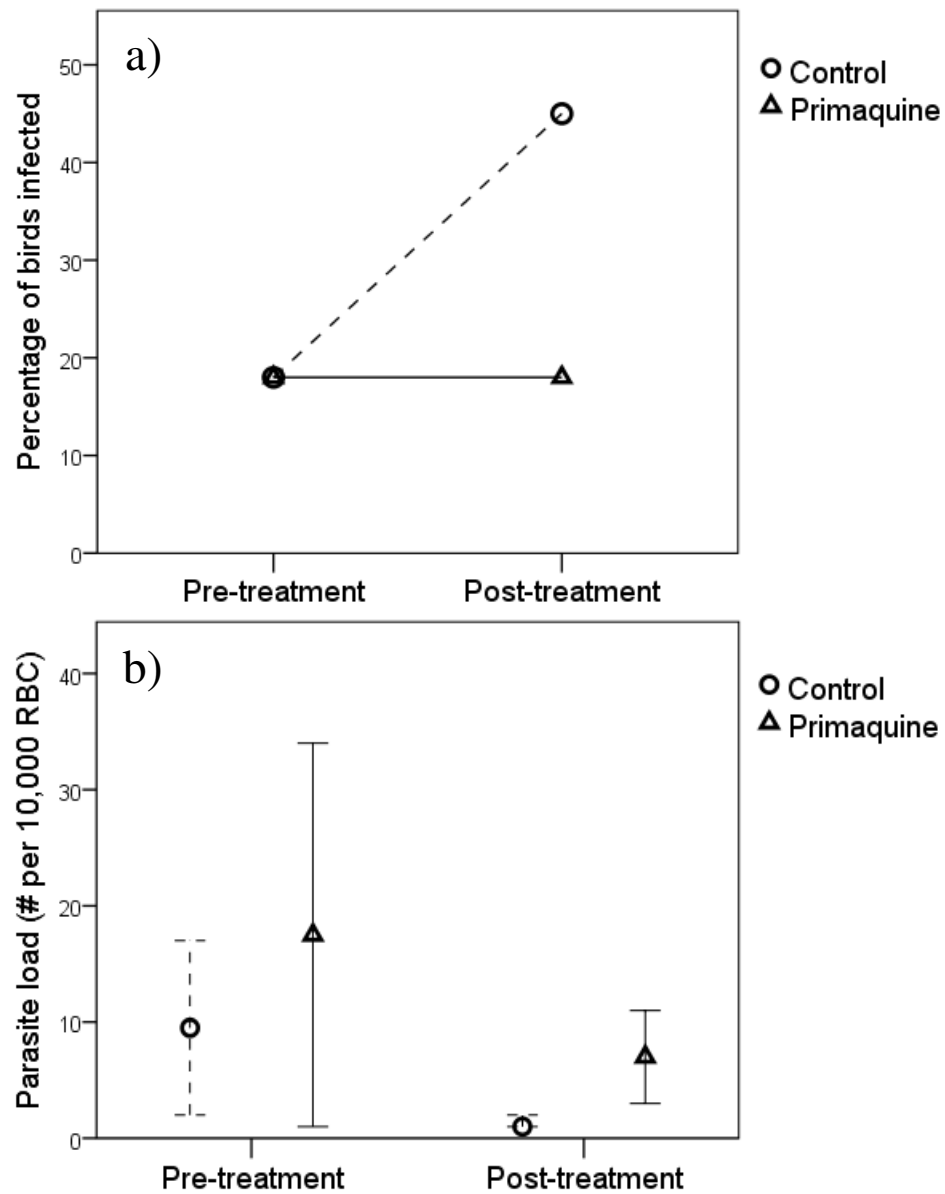 a)
Percentage of birds infected
50
40
30
20
10
0
Pre-treatment Post-treatment
Control
Primaquine
b)
Parasite load (# per 10,000 RBC)
40
30
20
10
0
Pre-treatment Post-treatment
Control
Primaquine